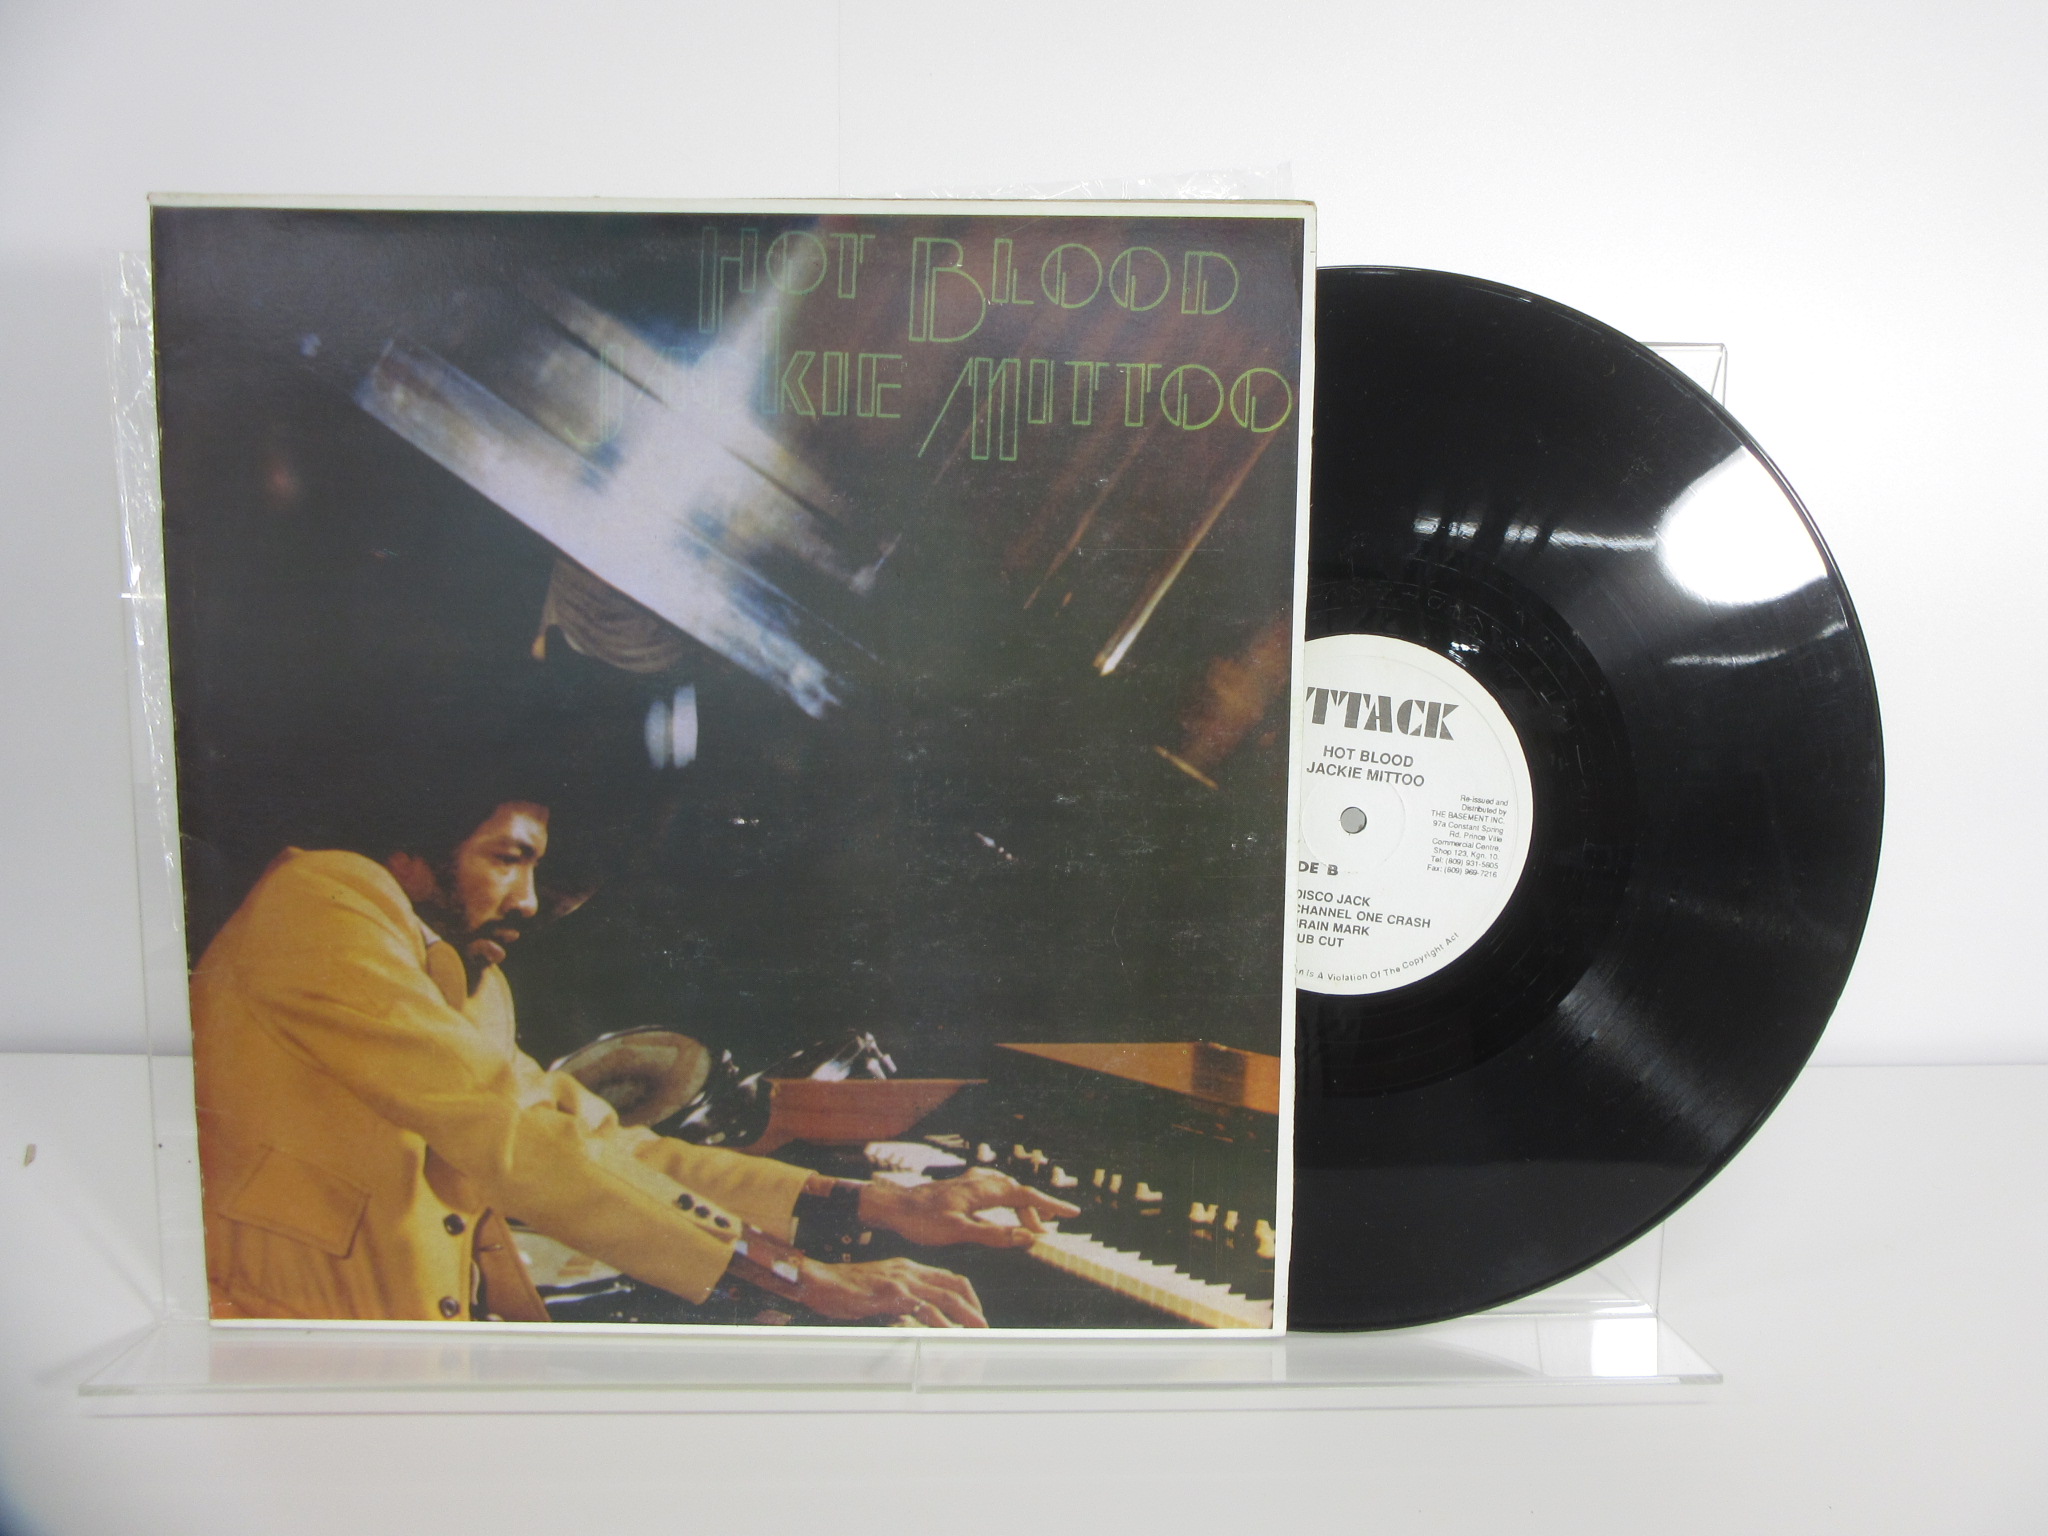 HOT BLOOD
JACKIE MITTOO
ATTACK
HOT BLOOD
JACKIE MITTOO
Re-issued and
Distributed by
THE BASEMENT INC.
97a Constant Spring
Rd, Prince Ville
Commercial Centre,
Shop 123, Kgn. 10.
Tel: (809) 931-5805
Fax: (809) 969-7216
DE B
DISCO JACK
CHANNEL ONE CRASH
RAIN MARK
UB CUT
Is A Violation Of The Copyright Act